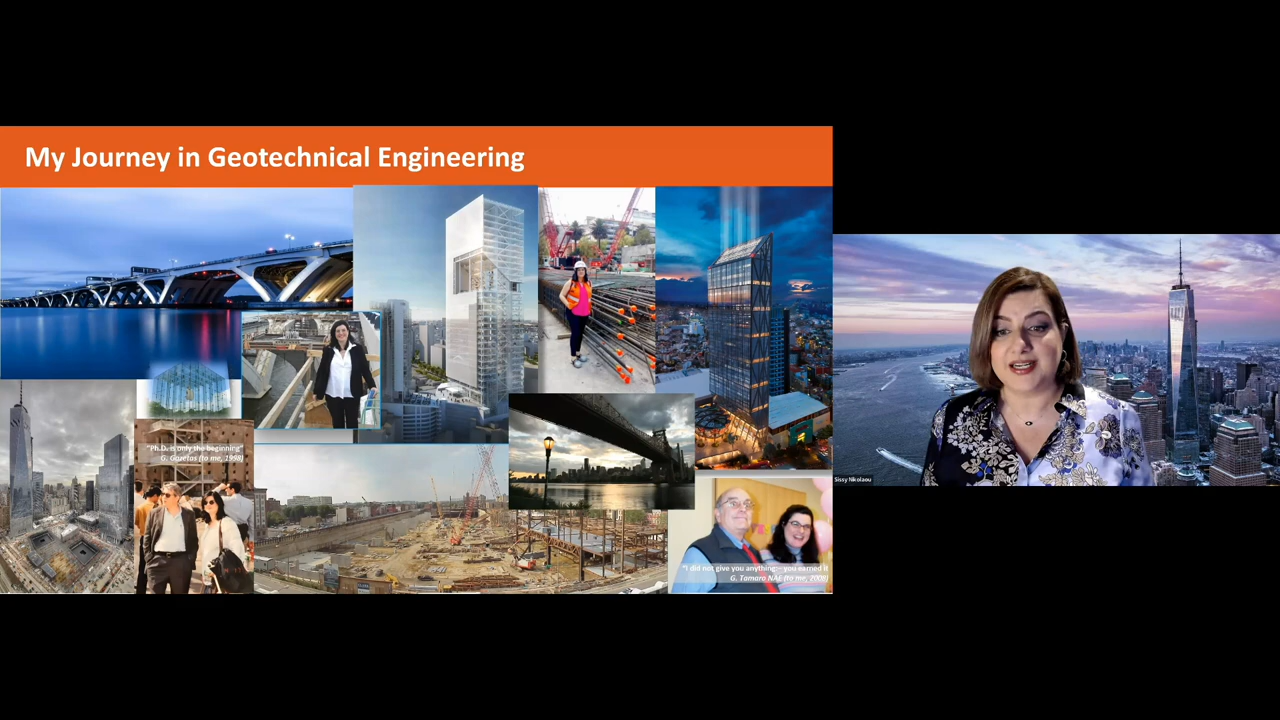 My Journey in Geotechnical Engineering
"Ph.D. is only the beginning"
G. Gazetas (to me, 1998)
Sissy Nikolaou
"I did not give you anything – you earned it
G. Tamaro NAE (to me, 2008)